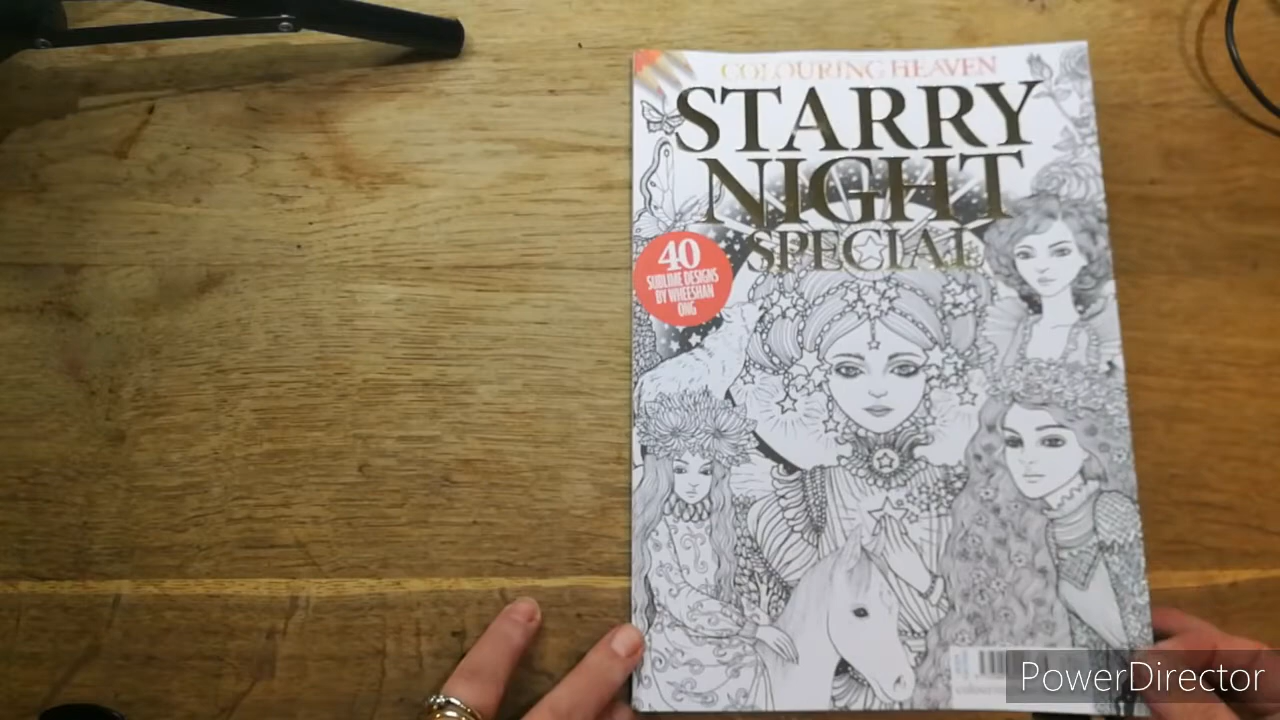 COLOURING HEAVEN
STARRY
NIGHT
SPECIAL
40
SUBLIME DESIGNS
BY WHEESHAN
ONG
PowerDirector